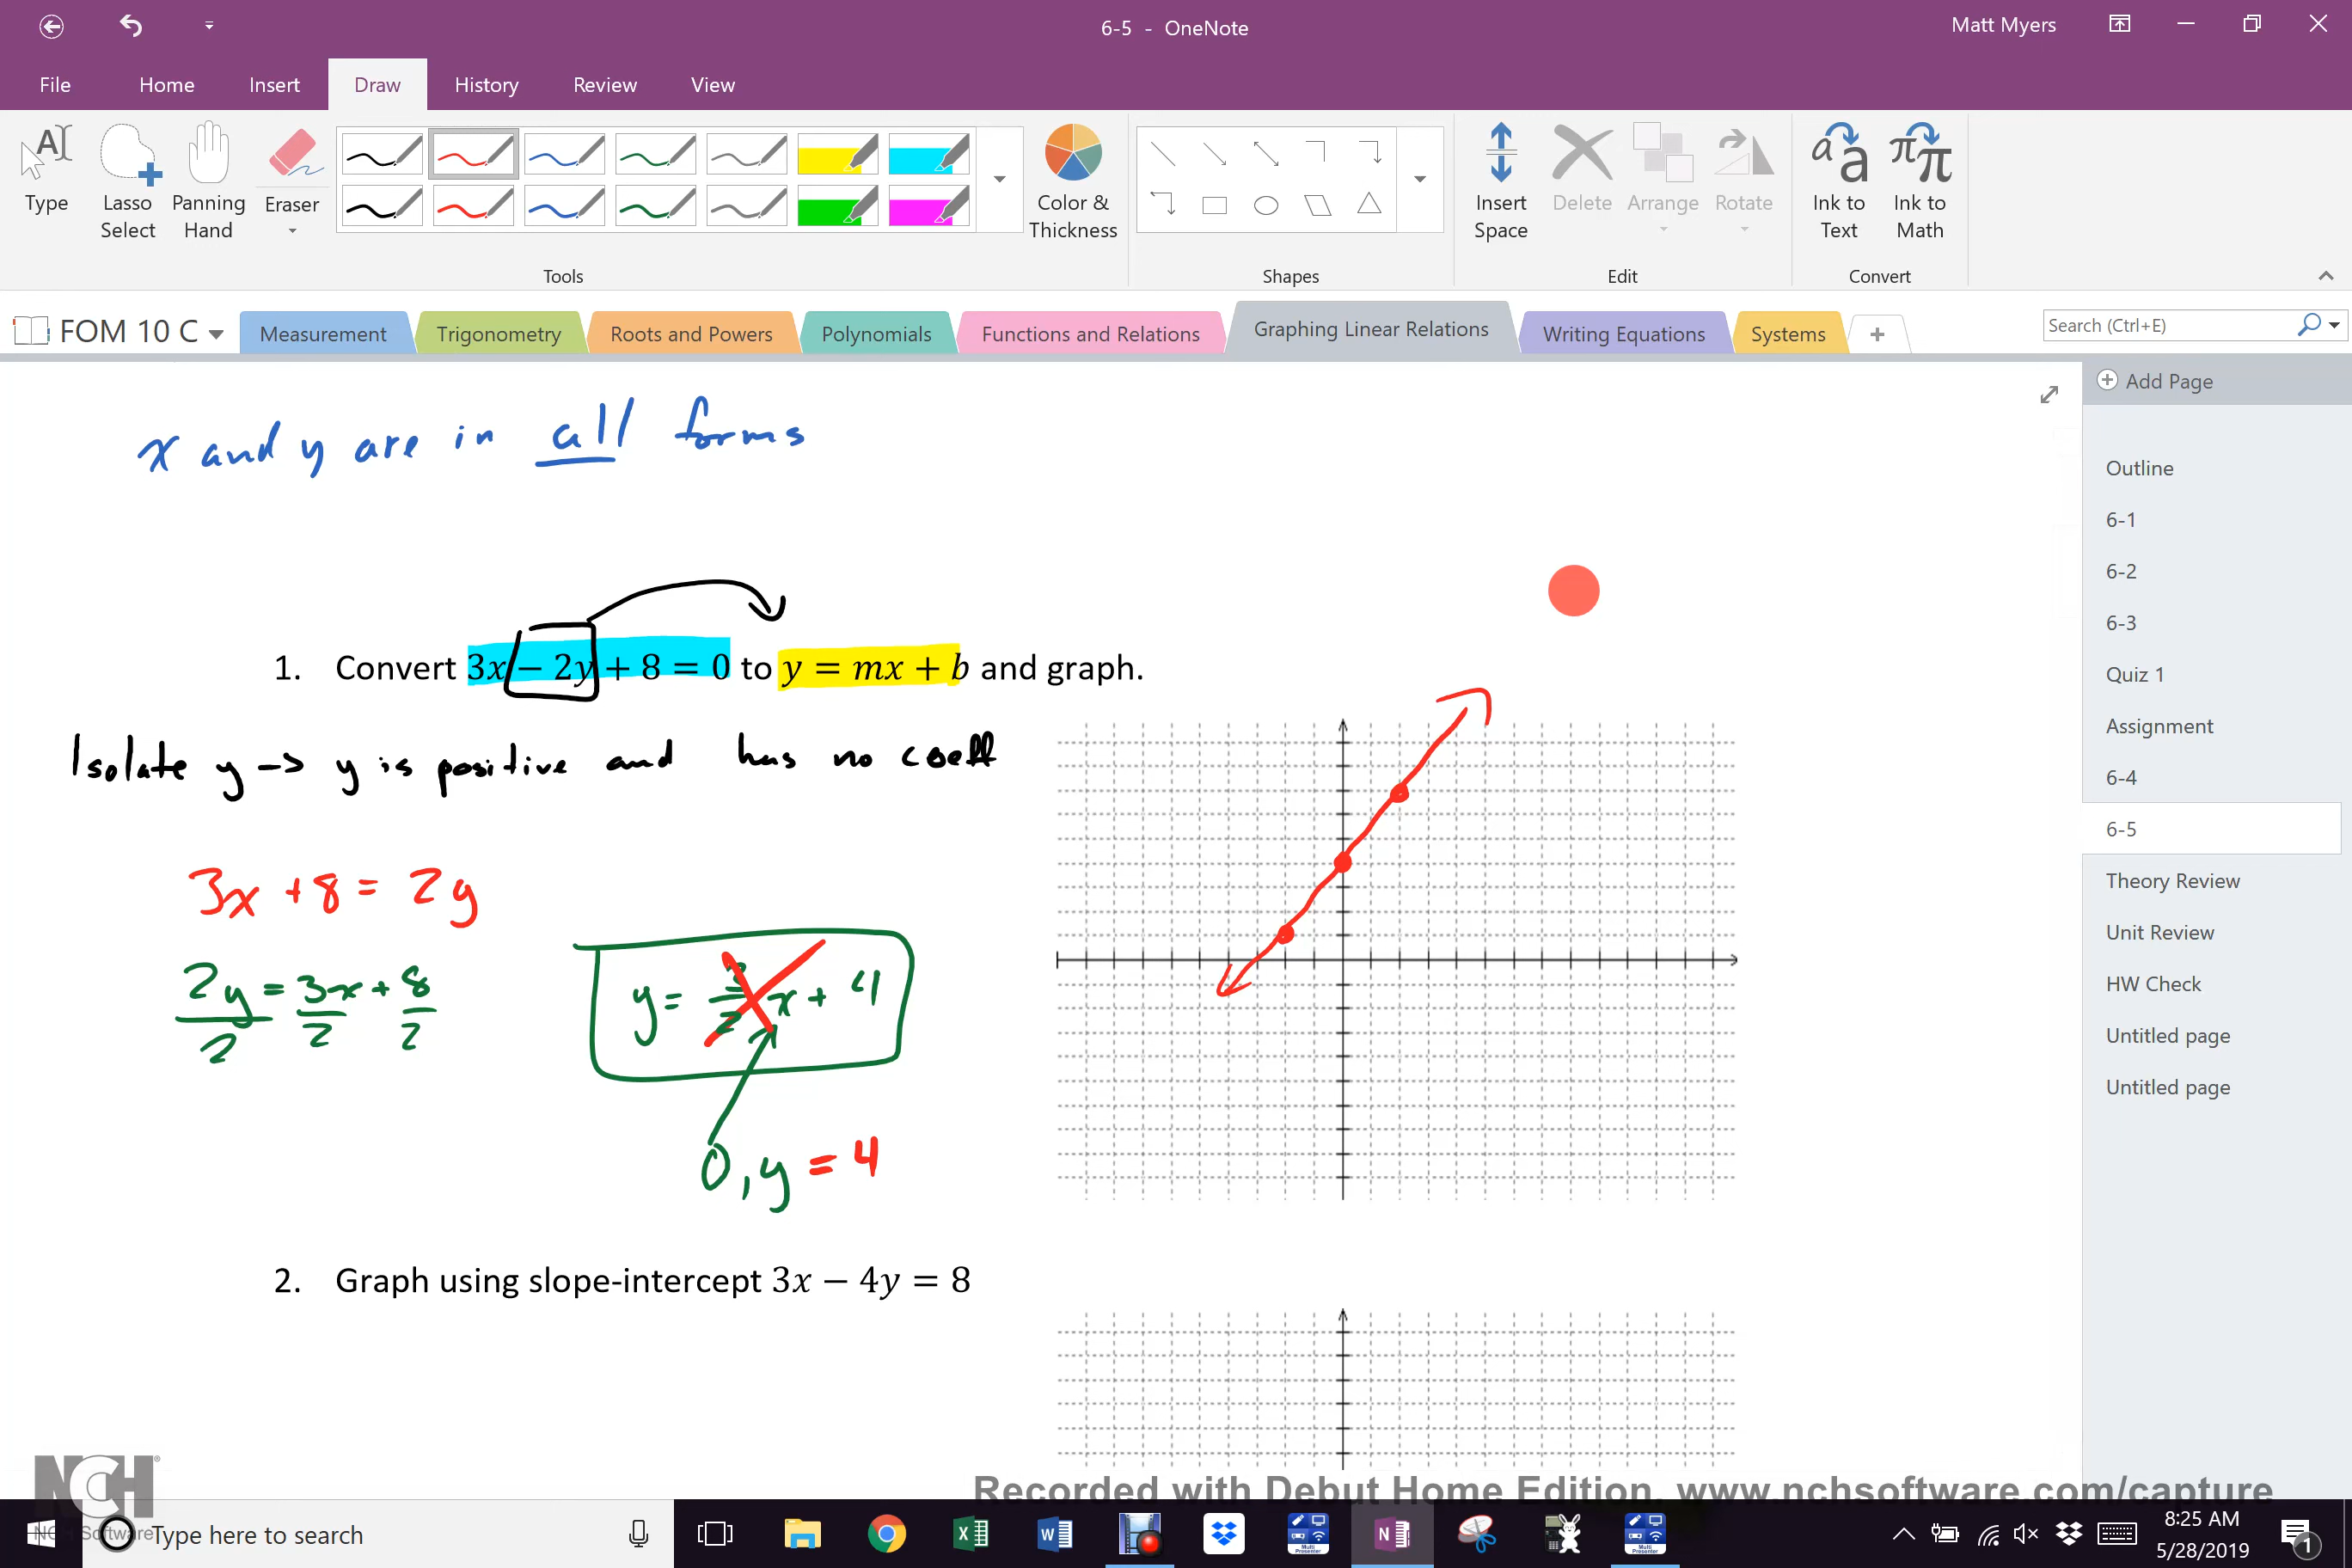 6-5 - OneNote
Matt Myers
File Home Insert Draw History Review View
Type
Lasso Select
Panning Hand
Eraser
Color & Thickness
Insert Space
Delete
Arrange
Rotate
Ink to Text
Ink to Math
Tools
Shapes
Edit
Convert
FOM 10 C
Measurement
Trigonometry
Roots and Powers
Polynomials
Functions and Relations
Graphing Linear Relations
Writing Equations
Systems
Search (Ctrl+E)
Add Page
Outline
6-1
6-2
6-3
Quiz 1
Assignment
6-4
6-5
Theory Review
Unit Review
HW Check
Untitled page
Untitled page
x and y are in all forms
1. Convert 3x − 2y + 8 = 0 to y = mx + b and graph.
Isolate y -> y is positive and has no coeff
3x + 8 = 2y
2y/2 = 3x/2 + 8/2
y = 3/2 x + 4
0, y = 4
2. Graph using slope-intercept 3x − 4y = 8
NCH
NCH Software
Recorded with Debut Home Edition. www.nchsoftware.com/capture
Type here to search
8:25 AM
5/28/2019
1